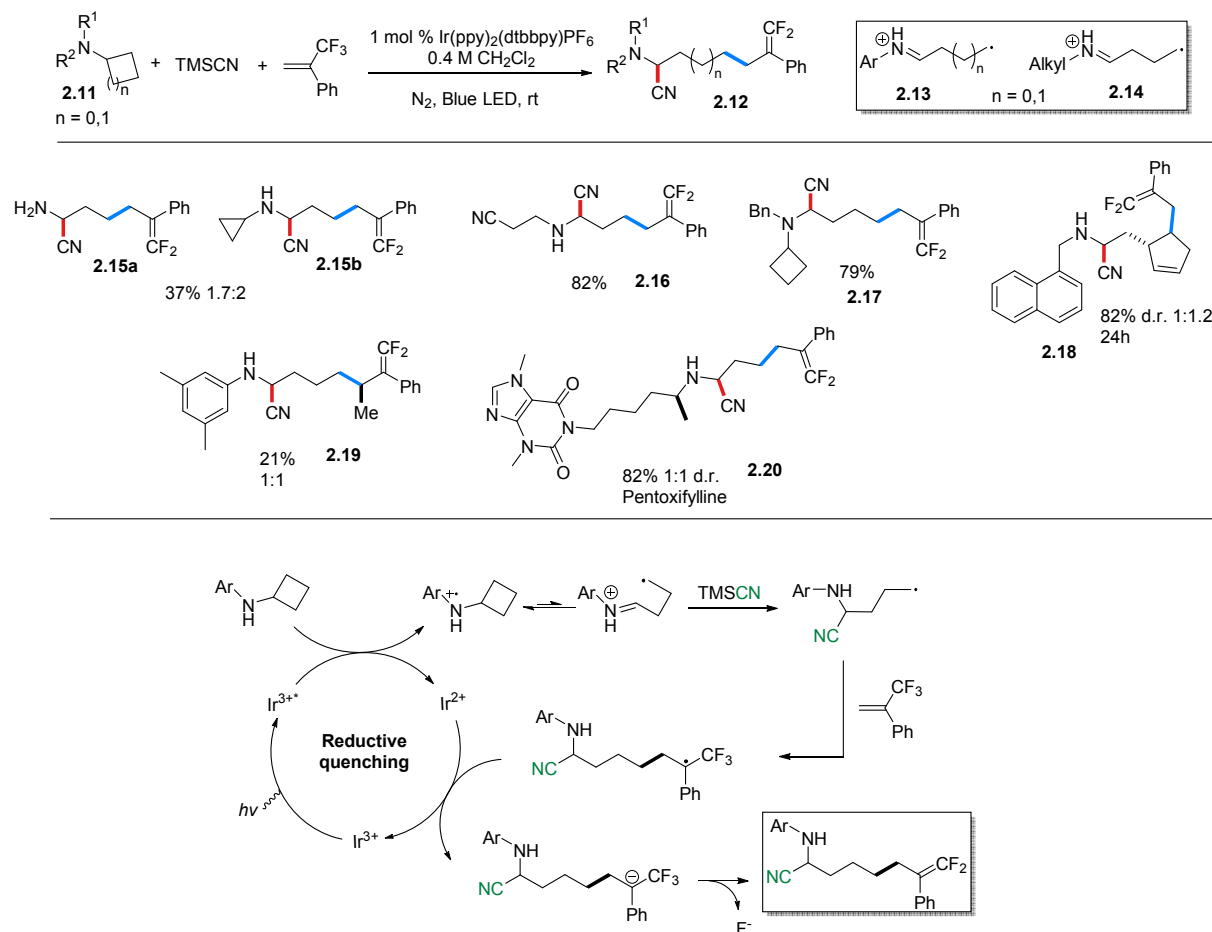 R1
N
R2
2.11
n = 0,1
n
+
TMSCN
+
CF3
Ph
1 mol % Ir(ppy)2(dtbbpy)PF6
0.4 M CH2Cl2
N2, Blue LED, rt
R1
N
R2
CN
n
CF2
Ph
2.12
H
Ar N
+
n
2.13
n = 0,1
H
Alkyl N
+
2.14
H2N
CN
Ph
CF2
2.15a
H
N
CN
Ph
CF2
2.15b
37% 1.7:2
NC
N
H
CN
CF2
Ph
82%
2.16
CN
Bn N
Ph
CF2
79%
2.17
Ph
F2C
H
N
CN
82% d.r. 1:1.2
24h
2.18
H
N
CN
CF2
Ph
Me
21%
1:1
2.19
N
N
N
N
O
O
H
N
CN
Ph
CF2
82% 1:1 d.r.
Pentoxifylline
2.20
Ar
N
H
Ar +·
N
H
Ar +
N
H
TMSCN
Ar
NH
NC
CF3
Ph
Ir3+*
Ir2+
Reductive
quenching
hv
Ir3+
Ar
NH
NC
CF3
Ph
Ar
NH
NC
CF3
Ph
F-
Ar
NH
NC
CF2
Ph